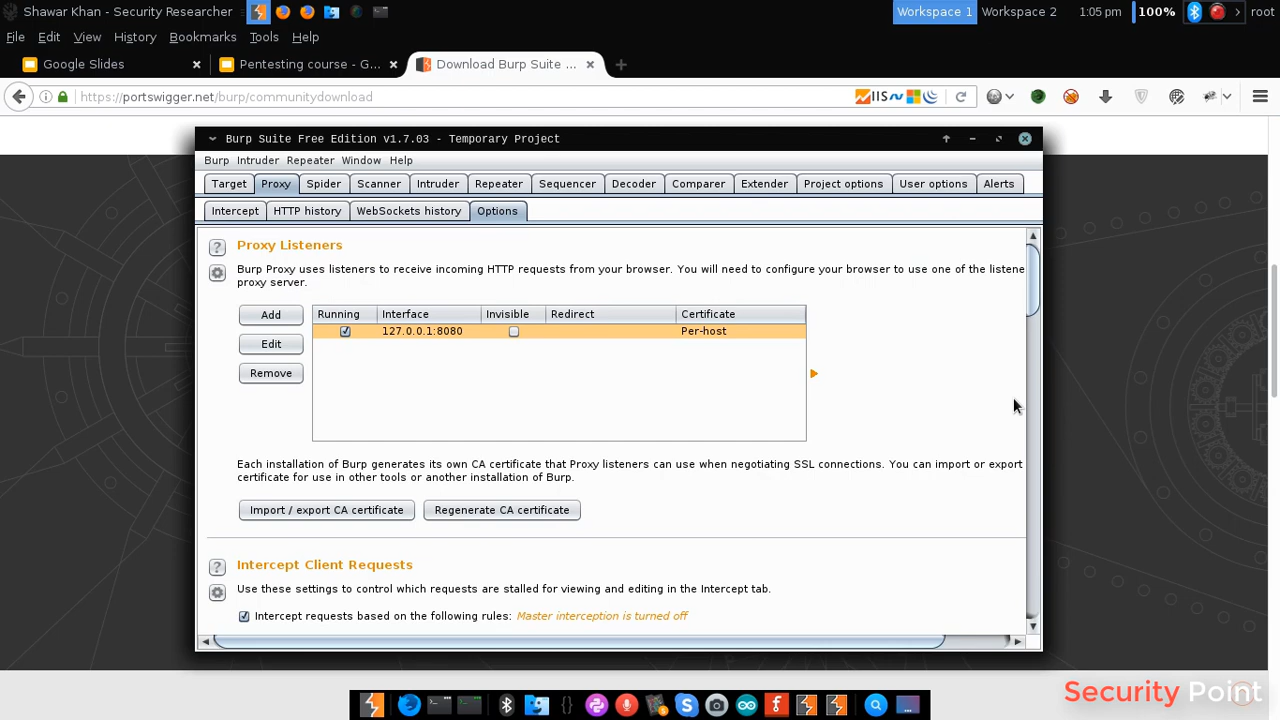 Shawar Khan - Security Researcher
Workspace 1
Workspace 2
1:05 pm
100%
root
File Edit View History Bookmarks Tools Help
Google Slides
Pentesting course - G...
Download Burp Suite ...
https://portswigger.net/burp/communitydownload
IIS
Burp Suite Free Edition v1.7.03 - Temporary Project
Burp Intruder Repeater Window Help
Target Proxy Spider Scanner Intruder Repeater Sequencer Decoder Comparer Extender Project options User options Alerts
Intercept HTTP history WebSockets history Options
? Proxy Listeners
Burp Proxy uses listeners to receive incoming HTTP requests from your browser. You will need to configure your browser to use one of the listene
proxy server.
Add
Edit
Remove
Running Interface Invisible Redirect Certificate
127.0.0.1:8080 Per-host
Each installation of Burp generates its own CA certificate that Proxy listeners can use when negotiating SSL connections. You can import or export
certificate for use in other tools or another installation of Burp.
Import / export CA certificate
Regenerate CA certificate
? Intercept Client Requests
Use these settings to control which requests are stalled for viewing and editing in the Intercept tab.
Intercept requests based on the following rules: Master interception is turned off
Security Point